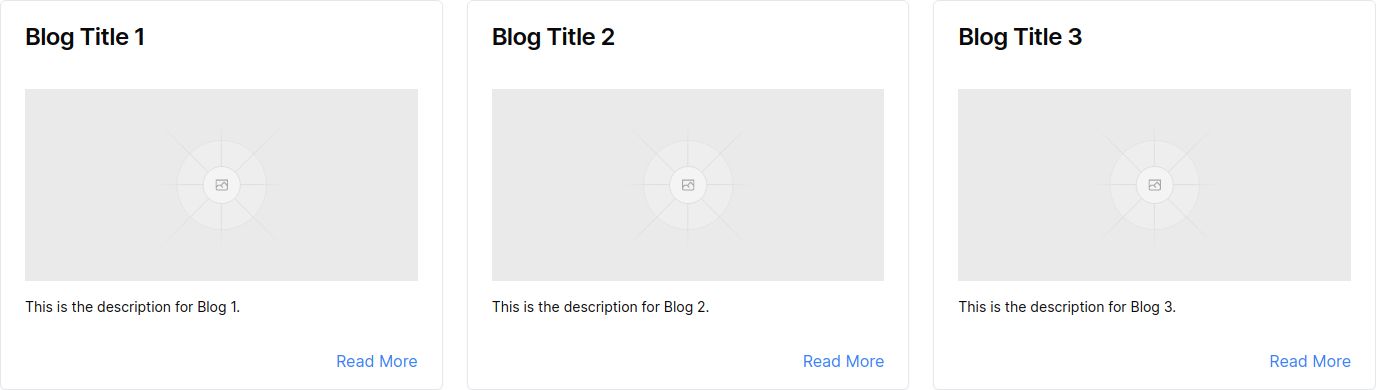 Blog Title 1
This is the description for Blog 1.
Read More
Blog Title 2
This is the description for Blog 2.
Read More
Blog Title 3
This is the description for Blog 3.
Read More